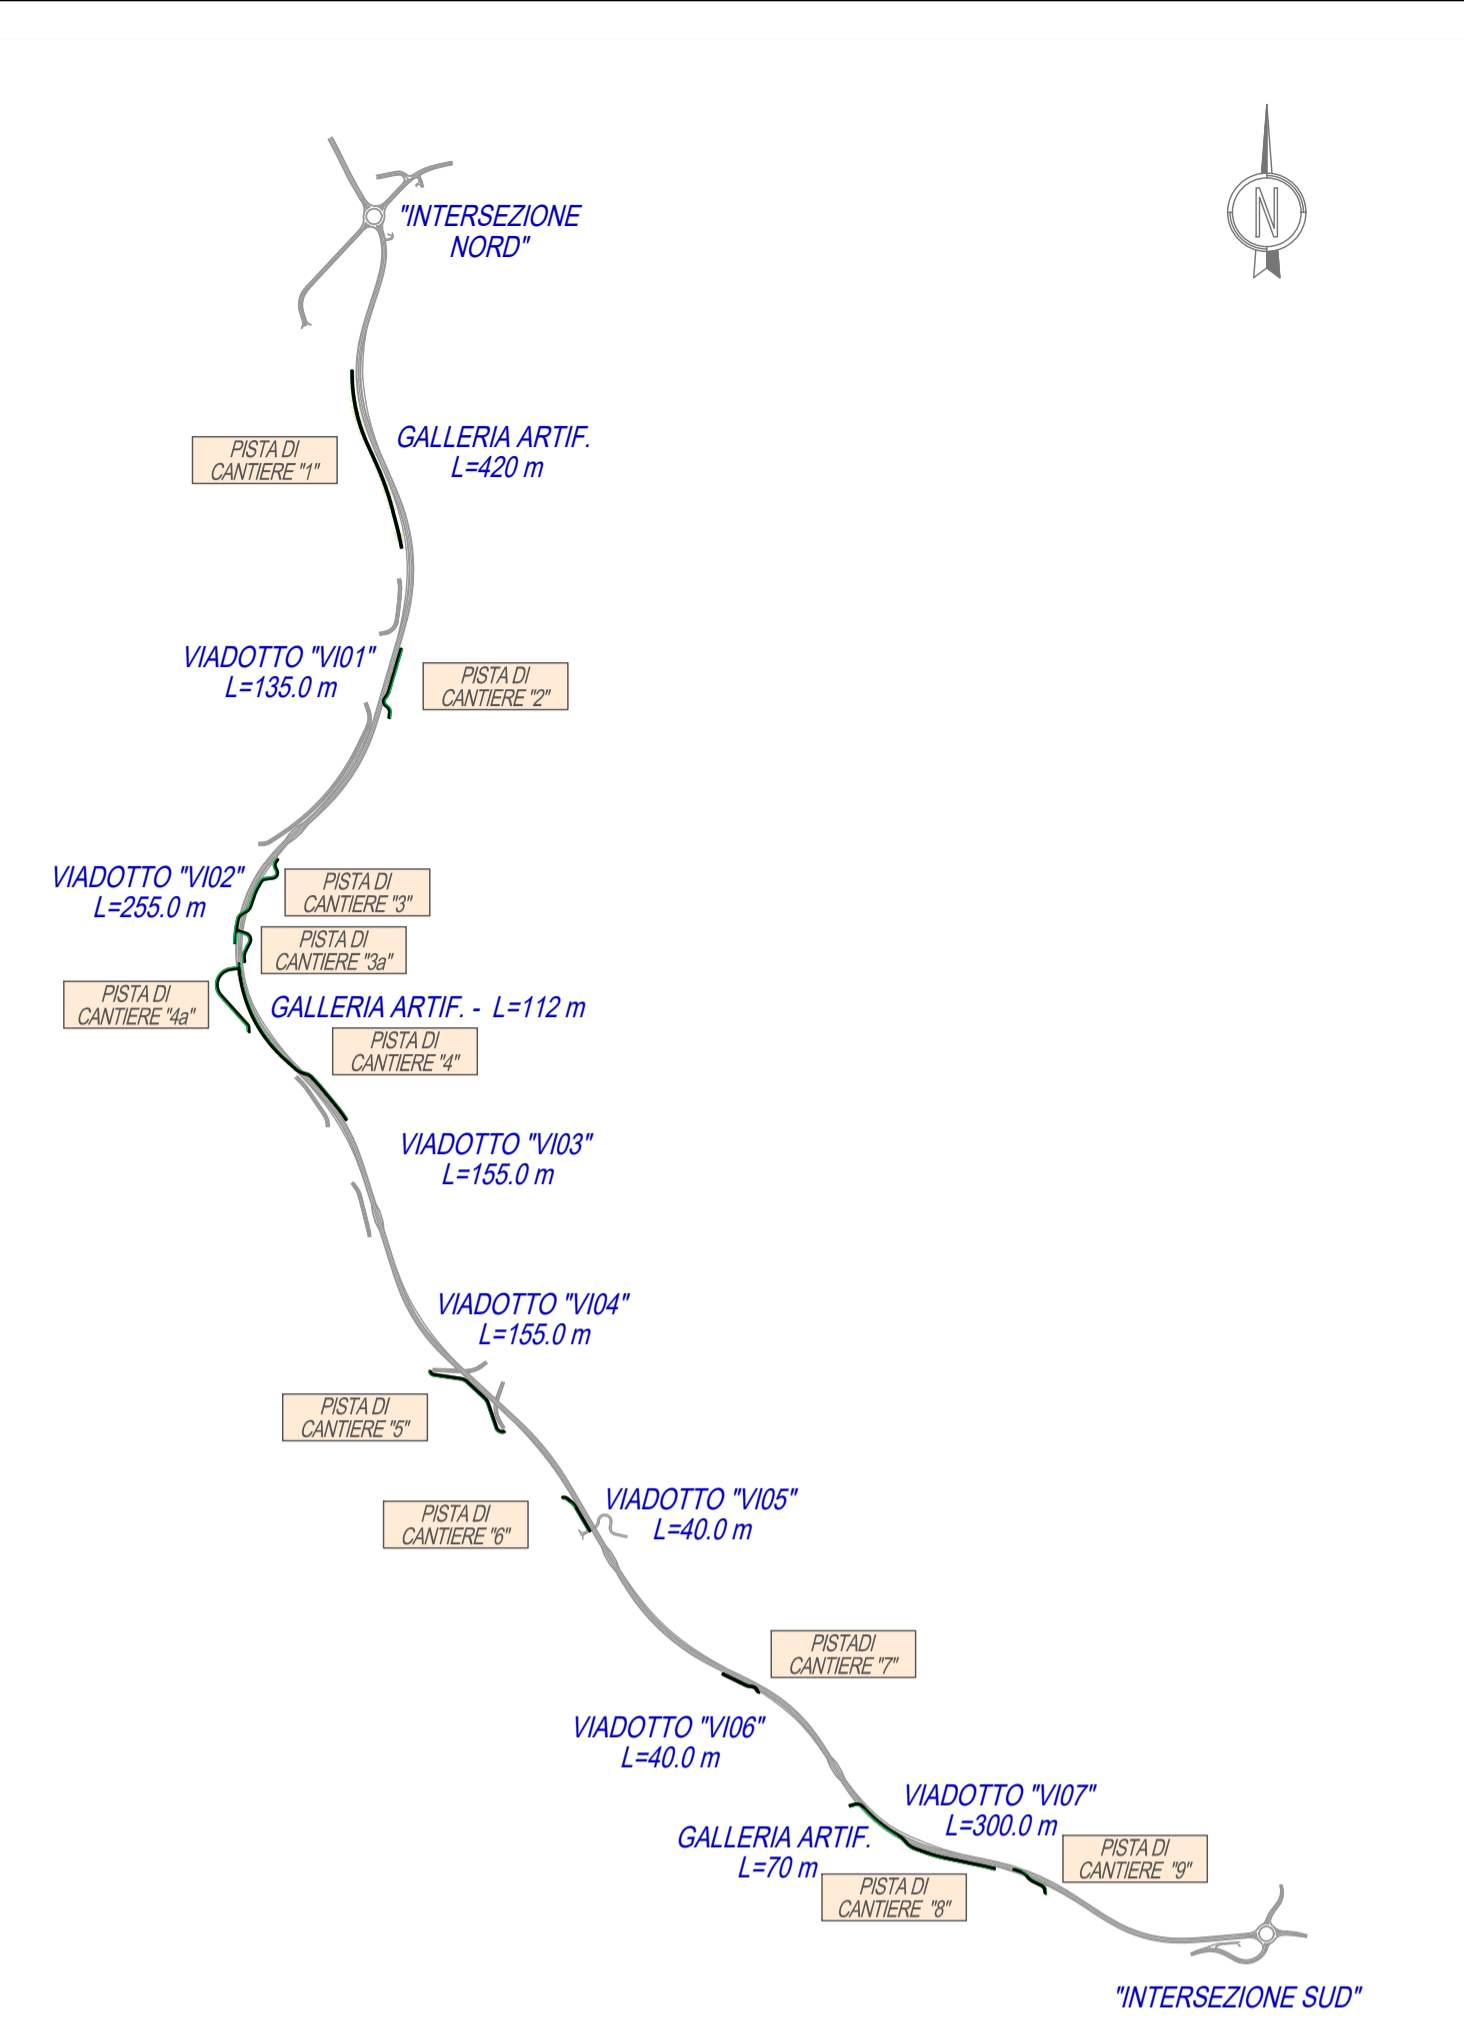 N
"INTERSEZIONE
NORD"
GALLERIA ARTIF.
L=420 m
PISTA DI
CANTIERE "1"
VIADOTTO "VI01"
L=135.0 m
PISTA DI
CANTIERE "2"
VIADOTTO "VI02"
L=255.0 m
PISTA DI
CANTIERE "3"
PISTA DI
CANTIERE "3a"
PISTA DI
CANTIERE "4a"
GALLERIA ARTIF. - L=112 m
PISTA DI
CANTIERE "4"
VIADOTTO "VI03"
L=155.0 m
VIADOTTO "VI04"
L=155.0 m
PISTA DI
CANTIERE "5"
VIADOTTO "VI05"
L=40.0 m
PISTA DI
CANTIERE "6"
PISTADI
CANTIERE "7"
VIADOTTO "VI06"
L=40.0 m
VIADOTTO "VI07"
L=300.0 m
GALLERIA ARTIF.
L=70 m
PISTA DI
CANTIERE "9"
PISTA DI
CANTIERE "8"
"INTERSEZIONE SUD"